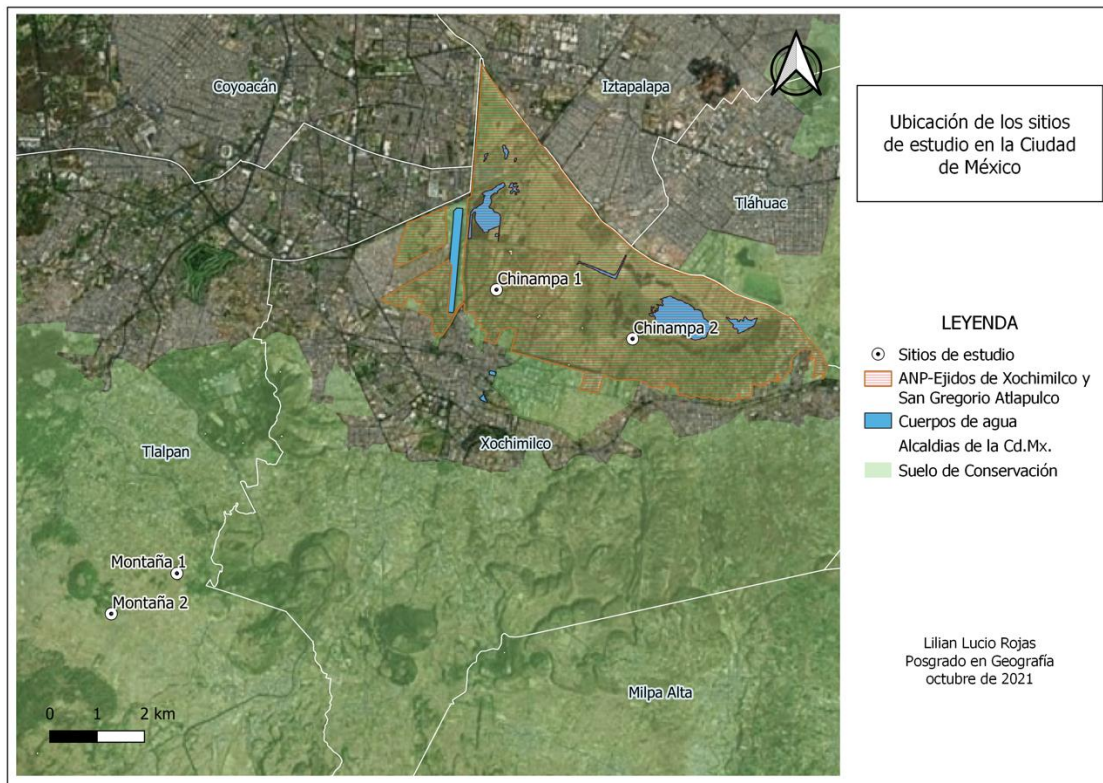 Coyoacán
Iztapalapa
Tláhuac
Chinampa 1
Chinampa 2
Xochimilco
Tlalpan
Montaña 1
Montaña 2
Milpa Alta
0 1 2 km
Ubicación de los sitios
de estudio en la Ciudad
de México
LEYENDA
Sitios de estudio
ANP-Ejidos de Xochimilco y
San Gregorio Atlapulco
Cuerpos de agua
Alcaldias de la Cd.Mx.
Suelo de Conservación
Lilian Lucio Rojas
Posgrado en Geografía
octubre de 2021